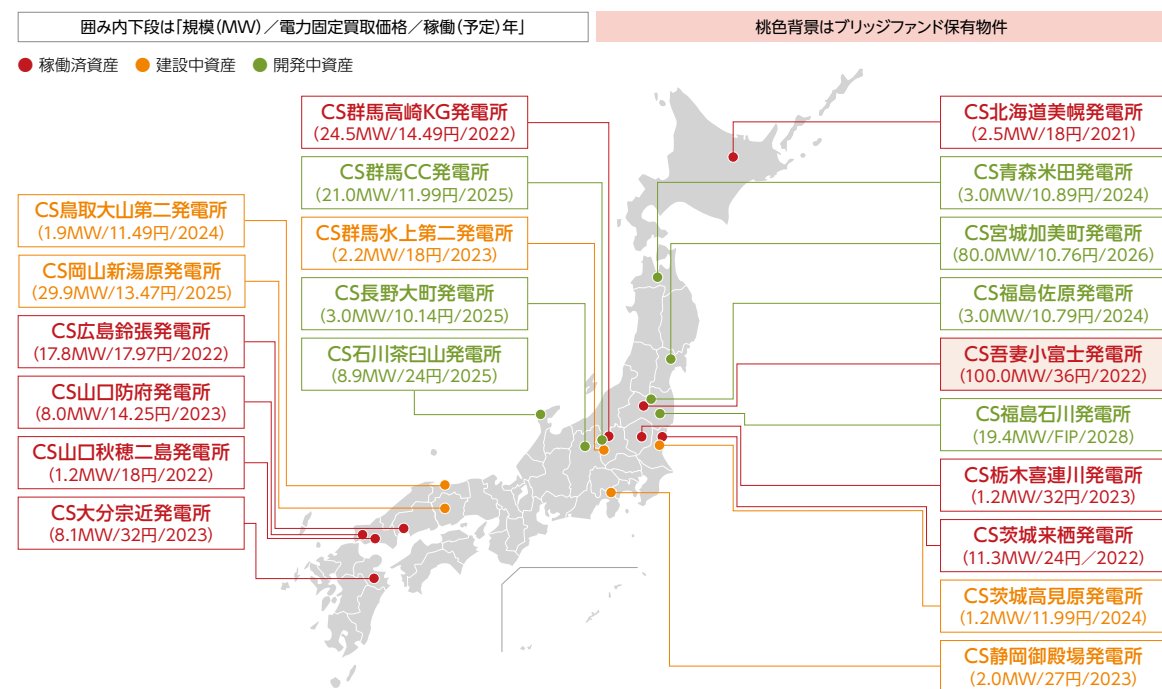 囲み内下段は「規模(MW)／電力固定買取価格／稼働(予定)年」
桃色背景はブリッジファンド保有物件
稼働済資産
建設中資産
開発中資産
CS鳥取大山第二発電所
(1.9MW/11.49円/2024)
CS岡山新湯原発電所
(29.9MW/13.47円/2025)
CS広島鈴張発電所
(17.8MW/17.97円/2022)
CS山口防府発電所
(8.0MW/14.25円/2023)
CS山口秋穂二島発電所
(1.2MW/18円/2022)
CS大分宗近発電所
(8.1MW/32円/2023)
CS群馬高崎KG発電所
(24.5MW/14.49円/2022)
CS群馬CC発電所
(21.0MW/11.99円/2025)
CS群馬水上第二発電所
(2.2MW/18円/2023)
CS長野大町発電所
(3.0MW/10.14円/2025)
CS石川茶臼山発電所
(8.9MW/24円/2025)
CS北海道美幌発電所
(2.5MW/18円/2021)
CS青森米田発電所
(3.0MW/10.89円/2024)
CS宮城加美町発電所
(80.0MW/10.76円/2026)
CS福島佐原発電所
(3.0MW/10.79円/2024)
CS吾妻小富士発電所
(100.0MW/36円/2022)
CS福島石川発電所
(19.4MW/FIP/2028)
CS栃木喜連川発電所
(1.2MW/32円/2023)
CS茨城来栖発電所
(11.3MW/24円／2022)
CS茨城高見原発電所
(1.2MW/11.99円/2024)
CS静岡御殿場発電所
(2.0MW/27円/2023)